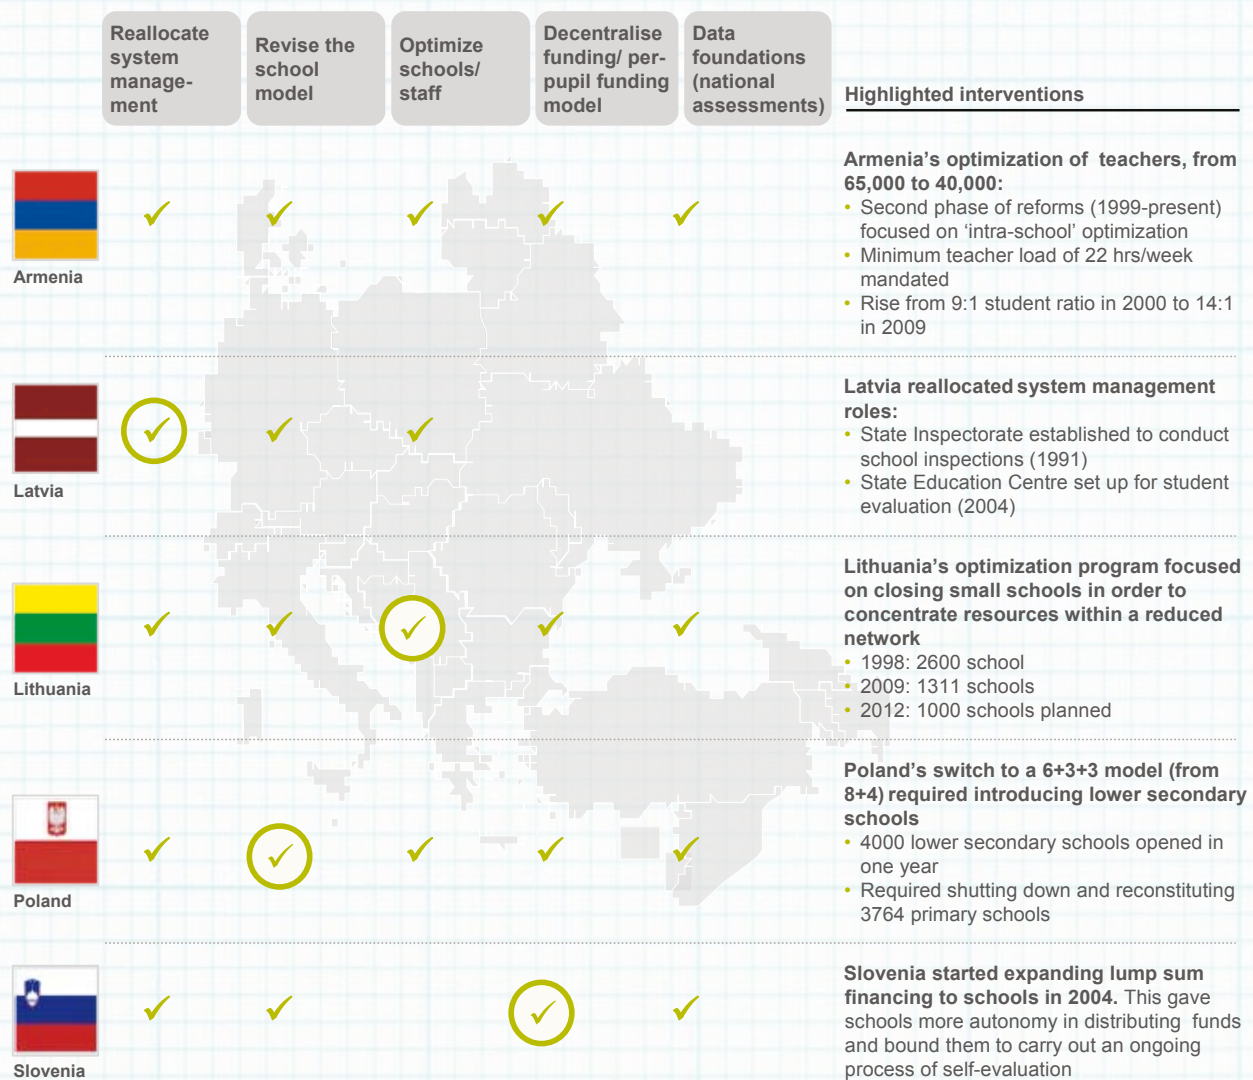 Reallocate
system
manage-
ment
Revise the
school
model
Optimize
schools/
staff
Decentralise
funding/ per-
pupil funding
model
Data
foundations
(national
assessments)
Highlighted interventions
Armenia
Armenia's optimization of teachers, from
65,000 to 40,000:
• Second phase of reforms (1999-present)
focused on 'intra-school' optimization
• Minimum teacher load of 22 hrs/week
mandated
• Rise from 9:1 student ratio in 2000 to 14:1
in 2009
Latvia
Latvia reallocated system management
roles:
• State Inspectorate established to conduct
school inspections (1991)
• State Education Centre set up for student
evaluation (2004)
Lithuania
Lithuania's optimization program focused
on closing small schools in order to
concentrate resources within a reduced
network
• 1998: 2600 school
• 2009: 1311 schools
• 2012: 1000 schools planned
Poland
Poland's switch to a 6+3+3 model (from
8+4) required introducing lower secondary
schools
• 4000 lower secondary schools opened in
one year
• Required shutting down and reconstituting
3764 primary schools
Slovenia
Slovenia started expanding lump sum
financing to schools in 2004. This gave
schools more autonomy in distributing funds
and bound them to carry out an ongoing
process of self-evaluation